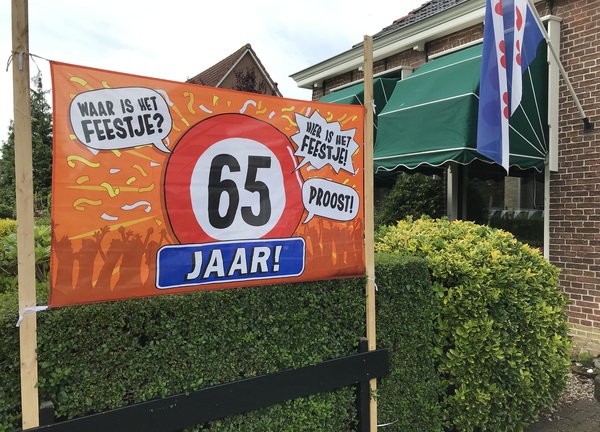 WAAR IS HET
FEESTJE?
HIER IS HET
FEESTJE!
65
PROOST!
JAAR!